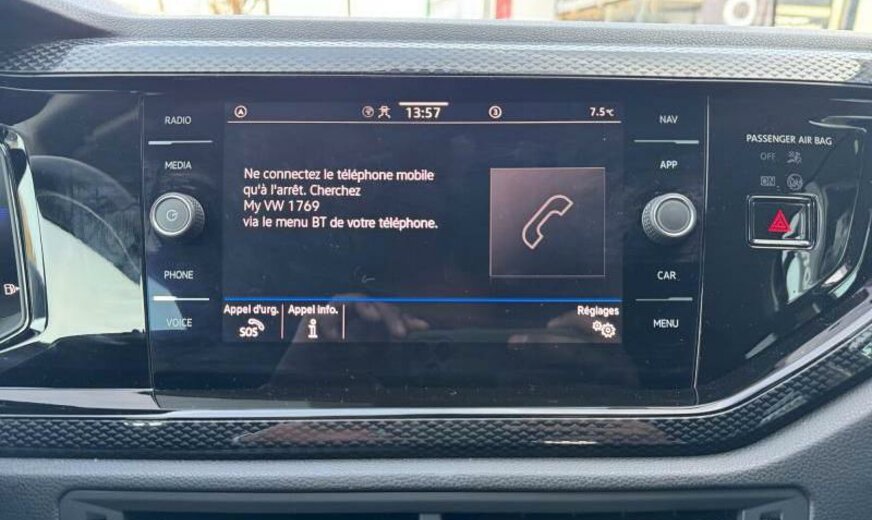 RADIO
13:57
3
7.5°C
NAV
PASSENGER AIR BAG
OFF
ON
MEDIA
APP
Ne connectez le téléphone mobile
qu'à l'arrêt. Cherchez
My VW 1769
via le menu BT de votre téléphone.
PHONE
CAR
Appel d'urg.
Appel info.
Réglages
SOS
VOICE
MENU